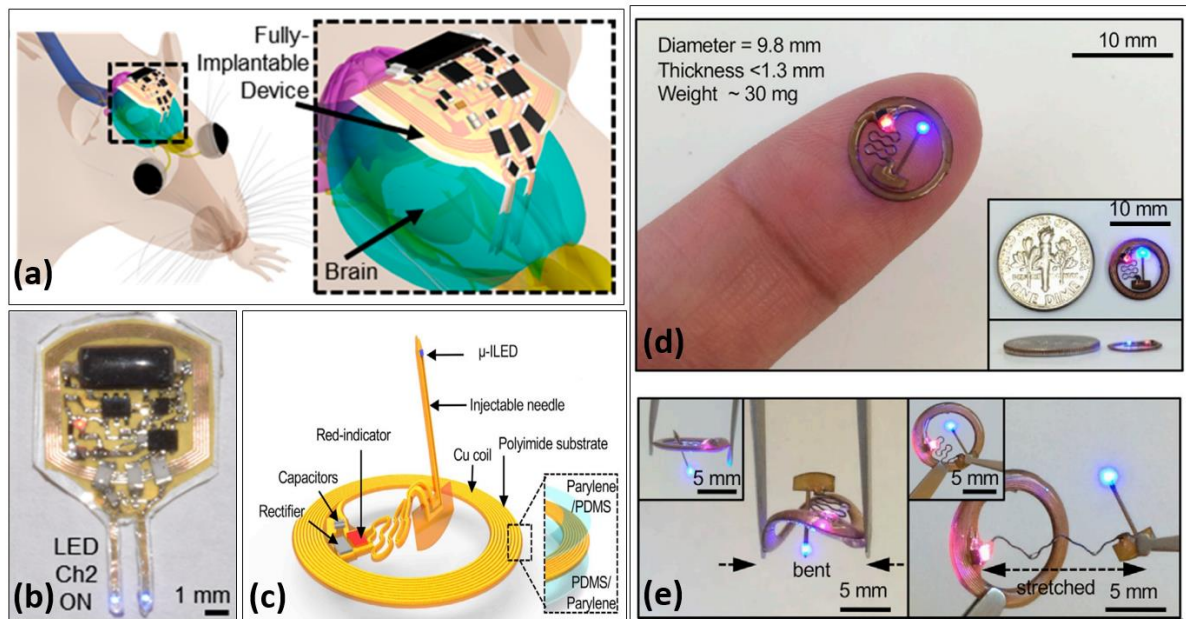 Fully-
Implantable
Device
Brain
(a)
LED
Ch2
ON
1 mm
(b)
μ-ILED
Injectable needle
Red-indicator
Cu coil
Polyimide substrate
Capacitors
Rectifier
Parylene
/PDMS
PDMS/
Parylene
(c)
Diameter = 9.8 mm
Thickness <1.3 mm
Weight ~ 30 mg
10 mm
10 mm
ONE DIME
(d)
5 mm
bent
5 mm
5 mm
stretched
5 mm
(e)